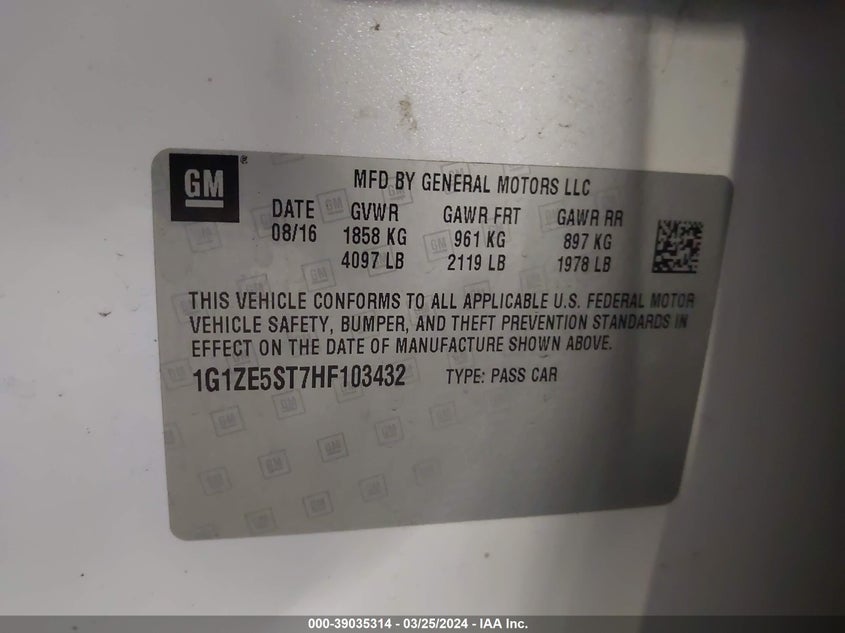 GM®
MFD BY GENERAL MOTORS LLC
DATE GVWR GAWR FRT GAWR RR
08/16 1858 KG 961 KG 897 KG
4097 LB 2119 LB 1978 LB
THIS VEHICLE CONFORMS TO ALL APPLICABLE U.S. FEDERAL MOTOR
VEHICLE SAFETY, BUMPER, AND THEFT PREVENTION STANDARDS IN
EFFECT ON THE DATE OF MANUFACTURE SHOWN ABOVE.
1G1ZE5ST7HF103432 TYPE: PASS CAR
000-39035314 - 03/25/2024 - IAA Inc.